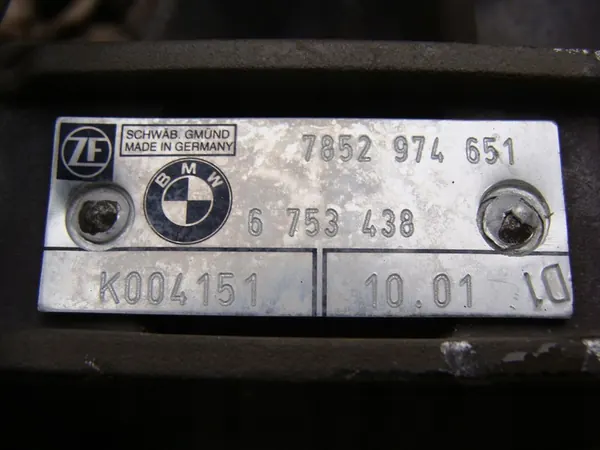 ZF
SCHWÄB. GMÜND
MADE IN GERMANY
7852 974 651
BMW
6 753 438
K004151
10.01
D1